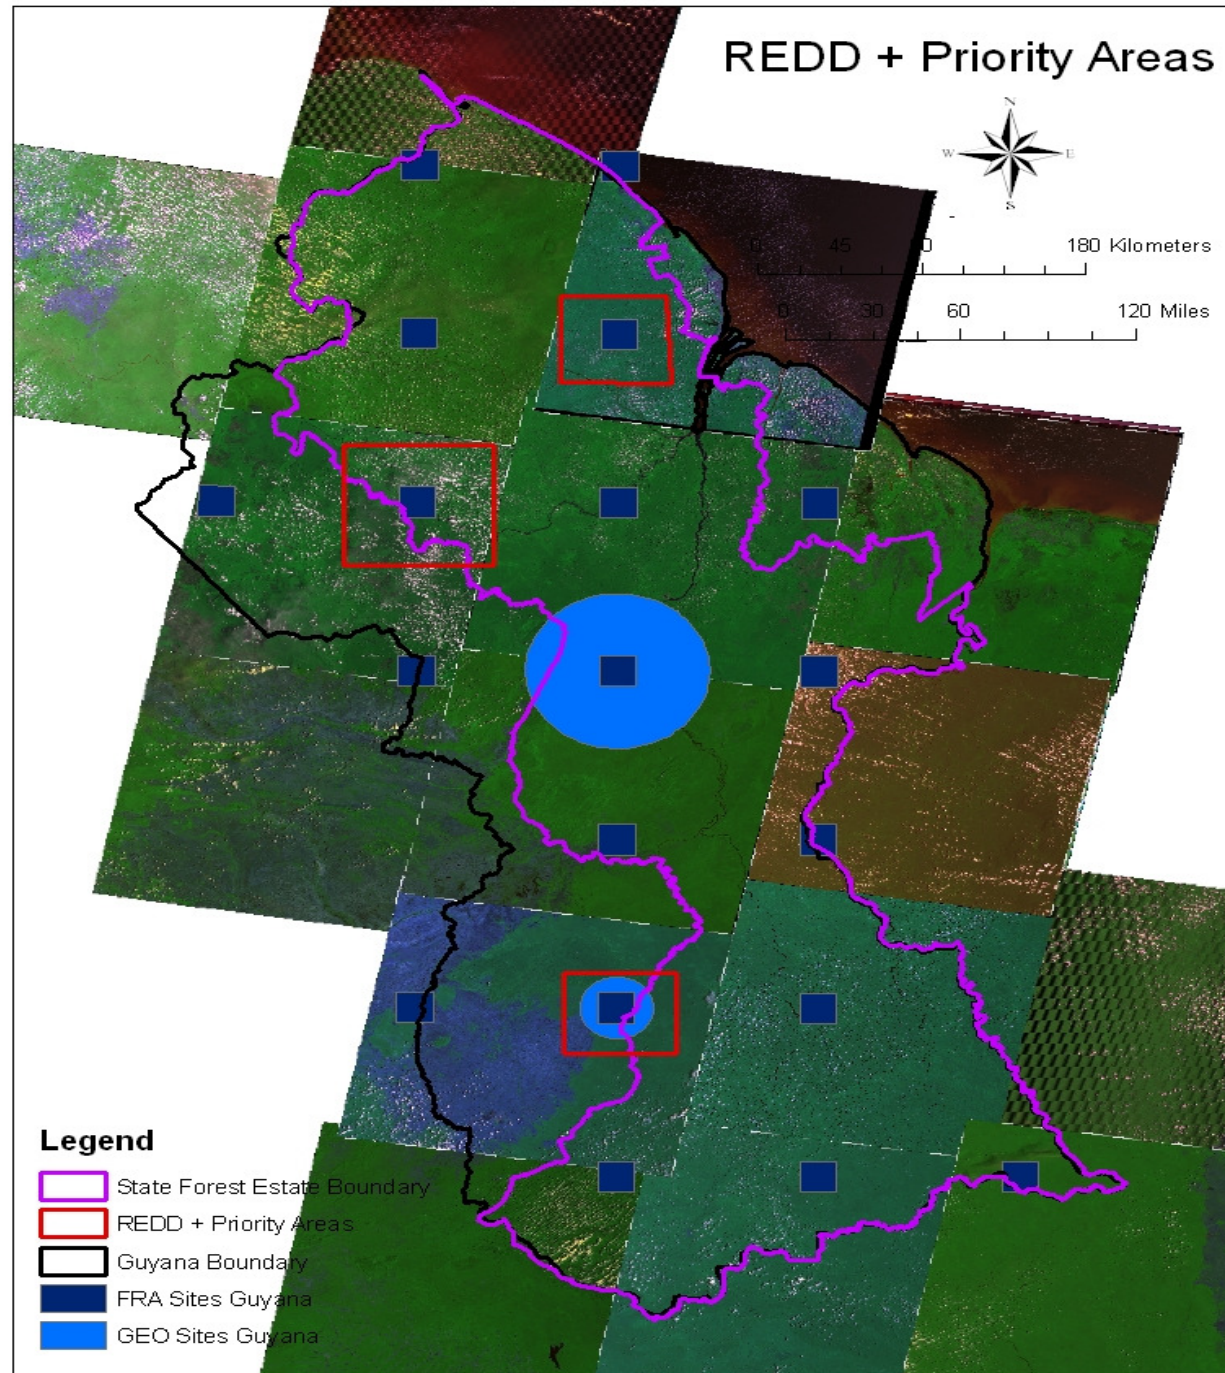 REDD + Priority Areas
N
W E
S
0 45 90 180 Kilometers
0 30 60 120 Miles
Legend
State Forest Estate Boundary
REDD + Priority Areas
Guyana Boundary
FRA Sites Guyana
GEO Sites Guyana